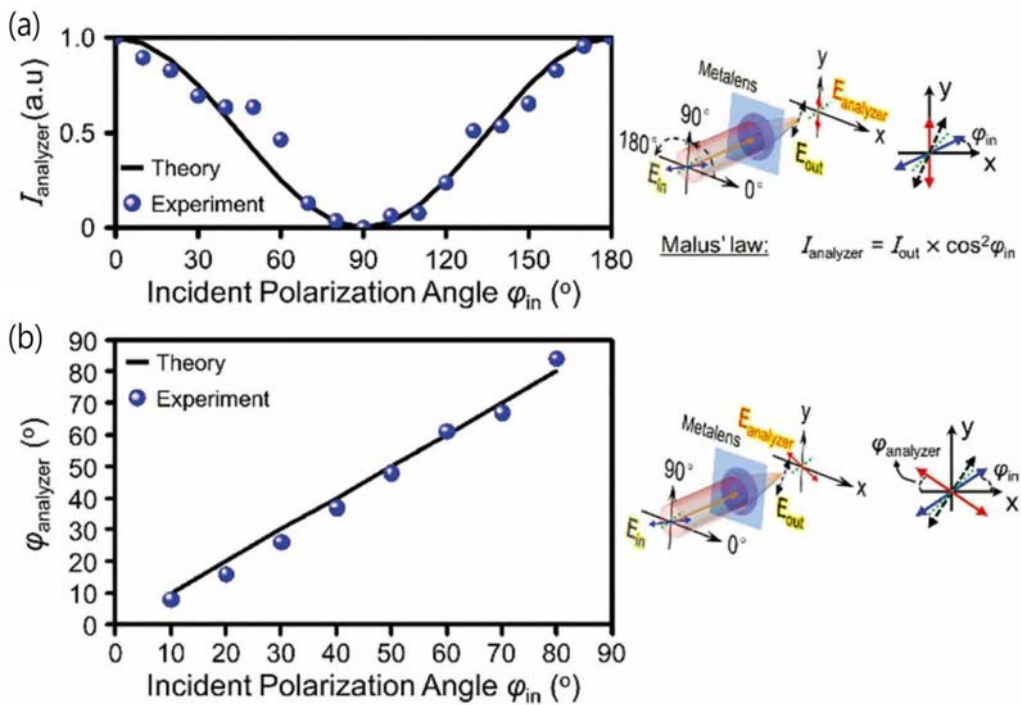 (a)
1.0
0.5
0
I_analyzer (a.u)
Theory
Experiment
0 30 60 90 120 150 180
Incident Polarization Angle φ_in (°)
Metalens
y
E_analyzer
x
90°
180°
E_in
0°
E_out
y
φ_in
x
Malus' law: I_analyzer = I_out × cos²φ_in
(b)
90
80
70
60
50
40
30
20
10
0
φ_analyzer (°)
Theory
Experiment
0 10 20 30 40 50 60 70 80 90
Incident Polarization Angle φ_in (°)
E_analyzer
y
Metalens
x
90°
E_in
0°
E_out
φ_analyzer
y
φ_in
x